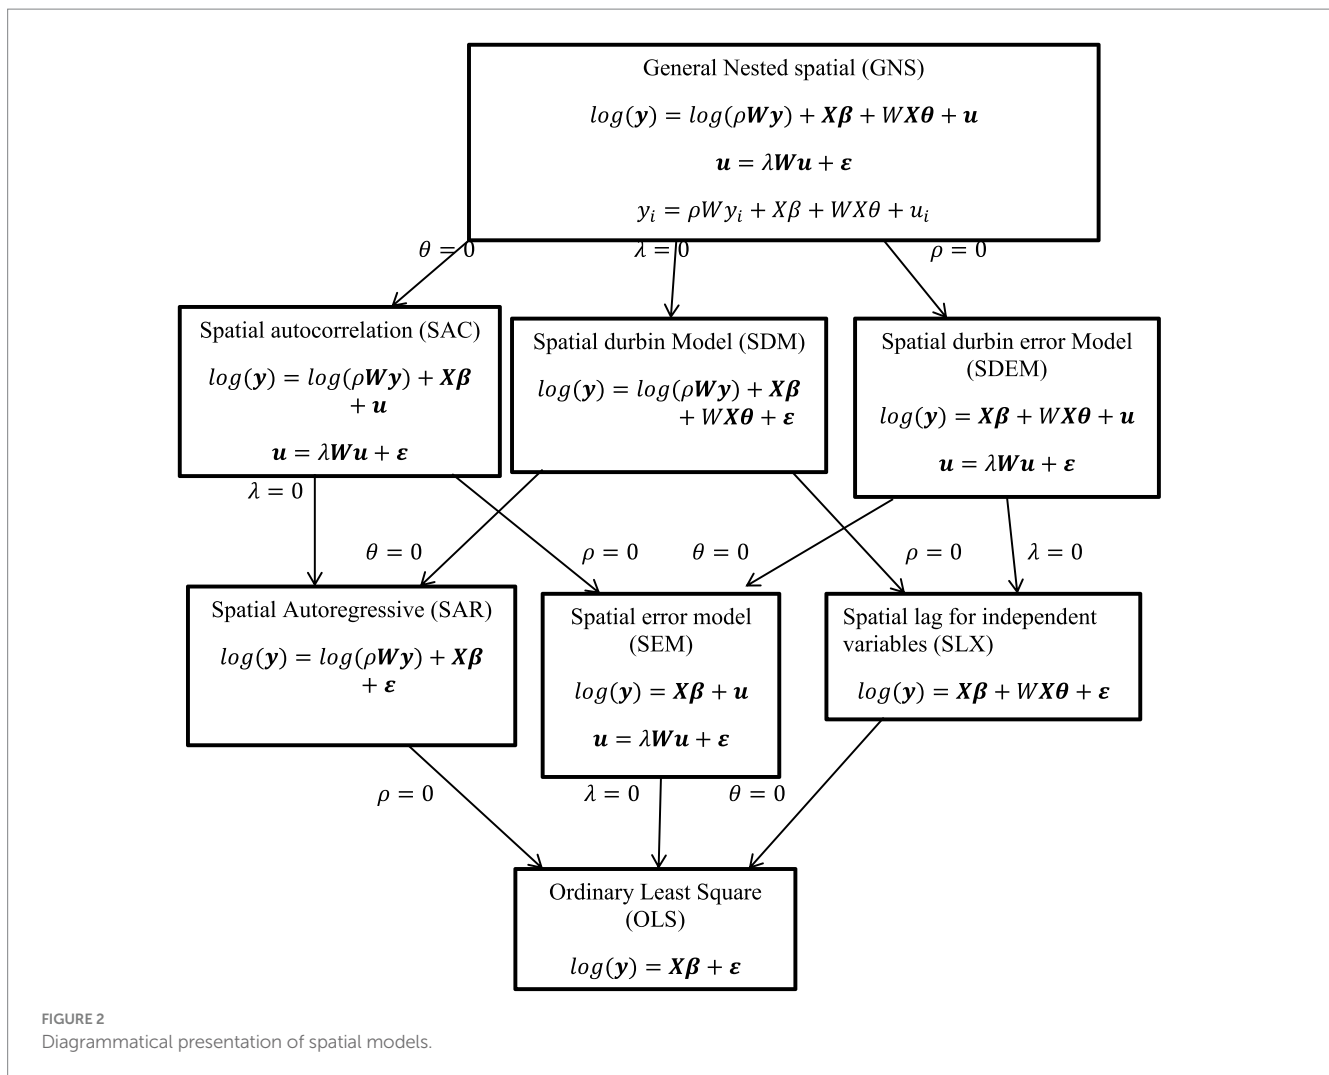 General Nested spatial (GNS)
log(y) = log(ρWy) + Xβ + WXθ + u
u = λWu + ε
yᵢ = ρWyᵢ + Xβ + WXθ + uᵢ
θ = 0
λ = 0
ρ = 0
Spatial autocorrelation (SAC)
log(y) = log(ρWy) + Xβ
+ u
u = λWu + ε
Spatial durbin Model (SDM)
log(y) = log(ρWy) + Xβ
+ WXθ + ε
Spatial durbin error Model
(SDEM)
log(y) = Xβ + WXθ + u
u = λWu + ε
λ = 0
θ = 0
ρ = 0
θ = 0
ρ = 0
λ = 0
Spatial Autoregressive (SAR)
log(y) = log(ρWy) + Xβ
+ ε
Spatial error model
(SEM)
log(y) = Xβ + u
u = λWu + ε
Spatial lag for independent
variables (SLX)
log(y) = Xβ + WXθ + ε
ρ = 0
λ = 0
θ = 0
Ordinary Least Square
(OLS)
log(y) = Xβ + ε
FIGURE 2
Diagrammatical presentation of spatial models.